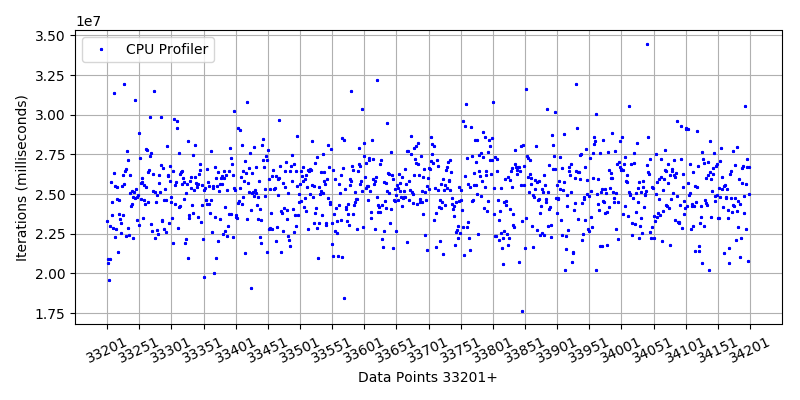 1e7
3.50
CPU Profiler
3.25
3.00
2.75
2.50
2.25
2.00
1.75
Iterations (milliseconds)
33201 33251 33301 33351 33401 33451 33501 33551 33601 33651 33701 33751 33801 33851 33901 33951 34001 34051 34101 34151 34201
Data Points 33201+